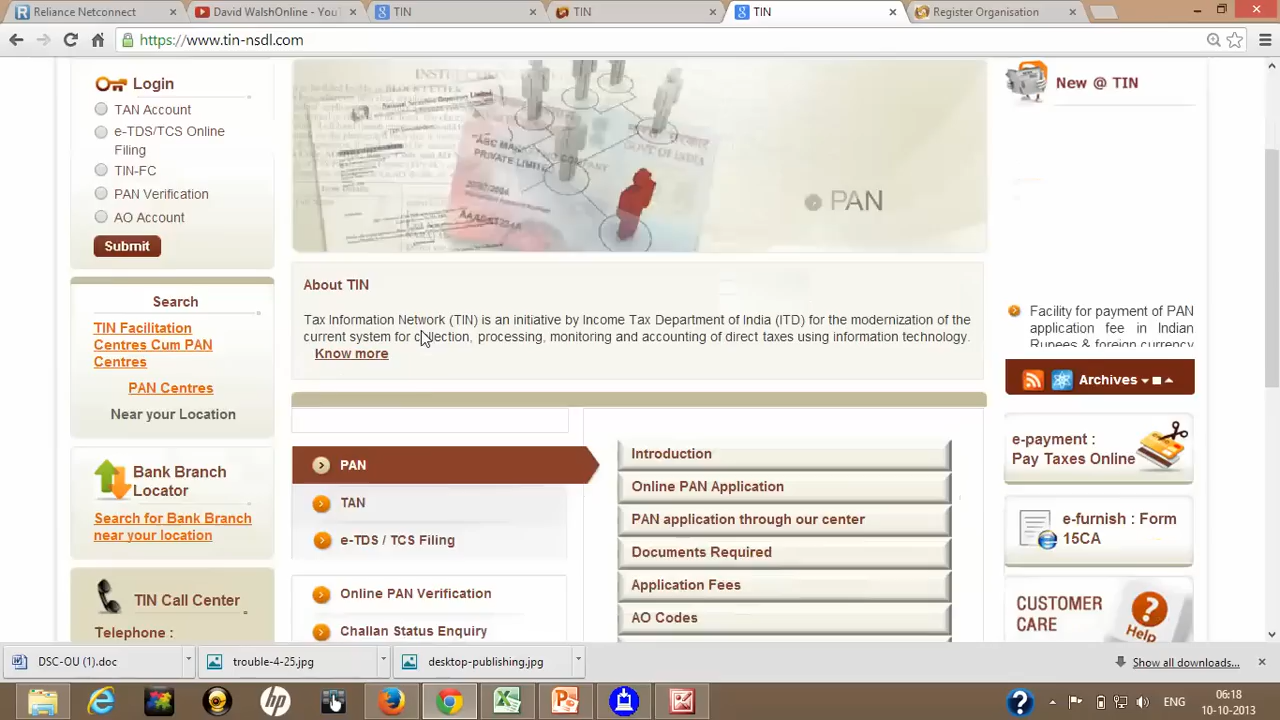 Reliance Netconnect
David WalshOnline - You
TIN
TIN
TIN
Register Organisation
https://www.tin-nsdl.com
Login
TAN Account
e-TDS/TCS Online
Filing
TIN-FC
PAN Verification
AO Account
Submit
Search
TIN Facilitation
Centres Cum PAN
Centres
PAN Centres
Near your Location
Bank Branch
Locator
Search for Bank Branch
near your location
TIN Call Center
Telephone :
PAN
About TIN
Tax Information Network (TIN) is an initiative by Income Tax Department of India (ITD) for the modernization of the
current system for collection, processing, monitoring and accounting of direct taxes using information technology.
Know more
PAN
TAN
e-TDS / TCS Filing
Online PAN Verification
Challan Status Enquiry
Introduction
Online PAN Application
PAN application through our center
Documents Required
Application Fees
AO Codes
New @ TIN
Facility for payment of PAN
application fee in Indian
Rupees & foreign currency
Archives
e-payment :
Pay Taxes Online
e-furnish : Form
15CA
CUSTOMER
CARE
Help
DSC-OU (1).doc
trouble-4-25.jpg
desktop-publishing.jpg
Show all downloads...
ENG
06:18
10-10-2013